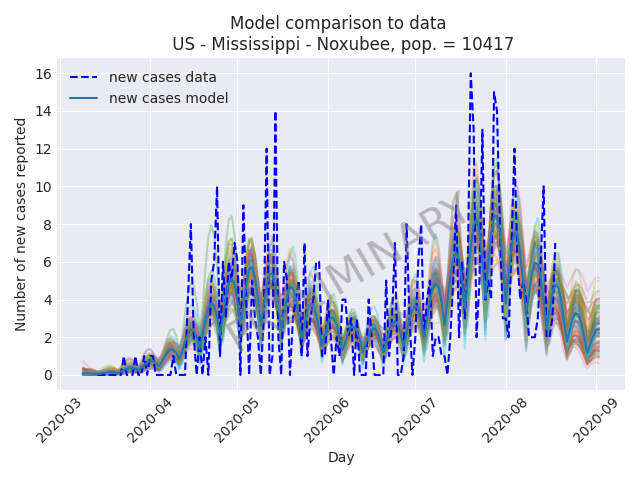 Model comparison to data
US - Mississippi - Noxubee, pop. = 10417
new cases data
new cases model
PRELIMINARY
Number of new cases reported
16
14
12
10
8
6
4
2
0
2020-03
2020-04
2020-05
2020-06
2020-07
2020-08
2020-09
Day